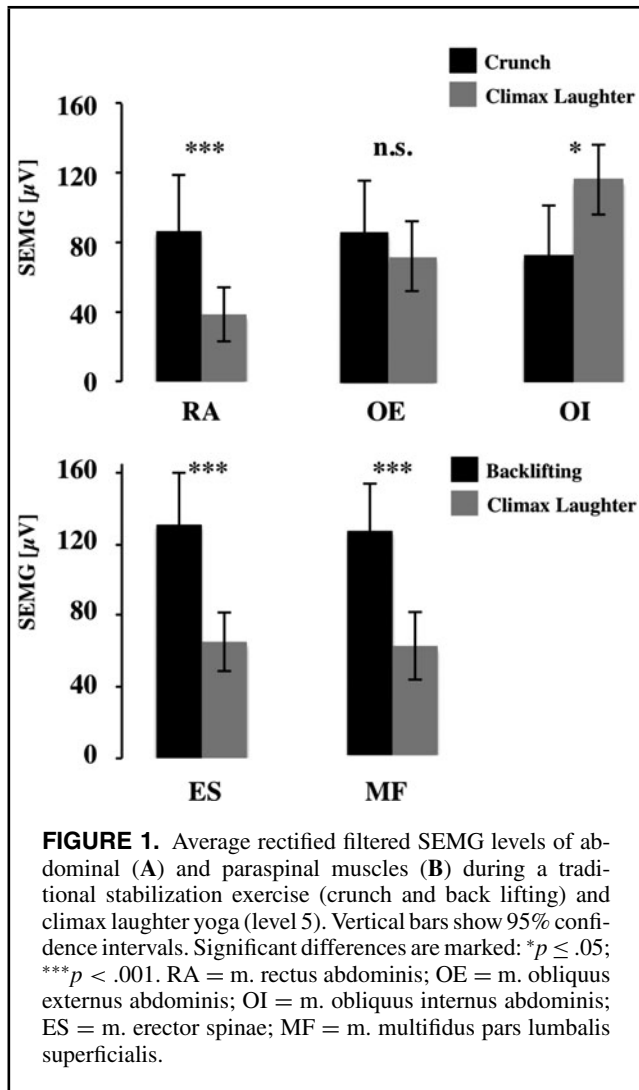 Crunch
Climax Laughter
160
120
80
40
0
SEMG [µV]
***
n.s.
*
RA OE OI
Backlifting
Climax Laughter
160
120
80
40
0
SEMG [µV]
***
***
ES MF
FIGURE 1. Average rectified filtered SEMG levels of ab-
dominal (A) and paraspinal muscles (B) during a tradi-
tional stabilization exercise (crunch and back lifting) and
climax laughter yoga (level 5). Vertical bars show 95% confi-
dence intervals. Significant differences are marked: *p ≤ .05;
***p < .001. RA = m. rectus abdominis; OE = m. obliquus
externus abdominis; OI = m. obliquus internus abdominis;
ES = m. erector spinae; MF = m. multifidus pars lumbalis
superficialis.